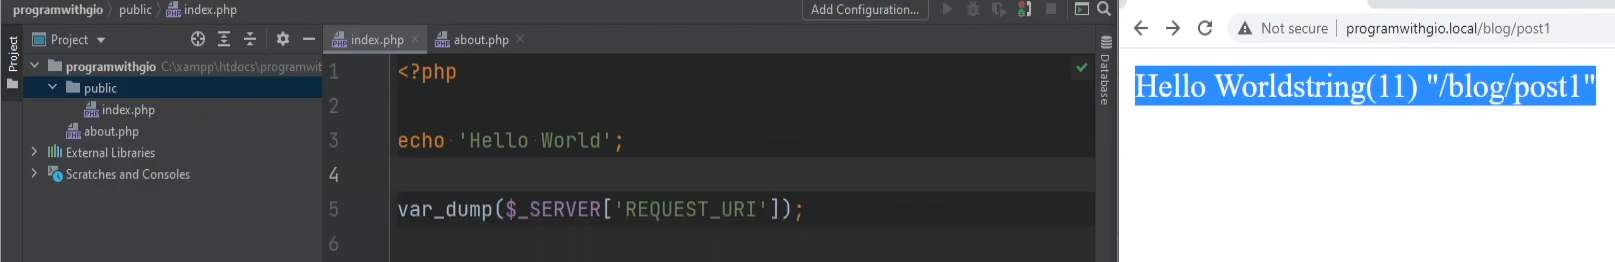 programwithgio public index.php
Add Configuration...
Project
Project
index.php
about.php
programwithgio C:\xampp\htdocs\programwit
public
index.php
about.php
External Libraries
Scratches and Consoles
1 <?php
2
3 echo 'Hello World';
4
5 var_dump($_SERVER['REQUEST_URI']);
6
Database
Not secure programwithgio.local/blog/post1
Hello Worldstring(11) "/blog/post1"